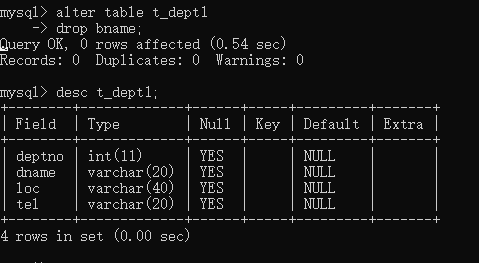 mysql> alter table t_dept1
    -> drop bname;
Query OK, 0 rows affected (0.54 sec)
Records: 0  Duplicates: 0  Warnings: 0
mysql> desc t_dept1;
+--------+-------------+------+-----+---------+-------+
| Field  | Type        | Null | Key | Default | Extra |
+--------+-------------+------+-----+---------+-------+
| deptno | int(11)     | YES  |     | NULL    |       |
| dname  | varchar(20) | YES  |     | NULL    |       |
| loc    | varchar(40) | YES  |     | NULL    |       |
| tel    | varchar(20) | YES  |     | NULL    |       |
+--------+-------------+------+-----+---------+-------+
4 rows in set (0.00 sec)